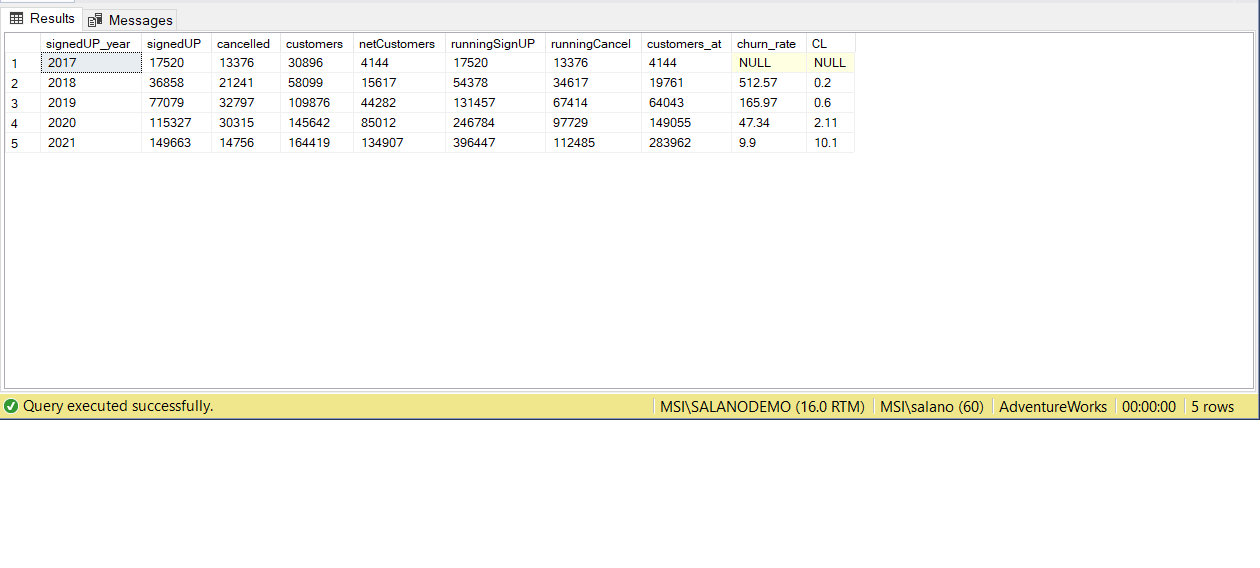 Results Messages
signedUP_year signedUP cancelled customers netCustomers runningSignUP runningCancel customers_at churn_rate CL
1 2017 17520 13376 30896 4144 17520 13376 4144 NULL NULL
2 2018 36858 21241 58099 15617 54378 34617 19761 512.57 0.2
3 2019 77079 32797 109876 44282 131457 67414 64043 165.97 0.6
4 2020 115327 30315 145642 85012 246784 97729 149055 47.34 2.11
5 2021 149663 14756 164419 134907 396447 112485 283962 9.9 10.1
Query executed successfully. MSI\SALANODEMO (16.0 RTM) MSI\salano (60) AdventureWorks 00:00:00 5 rows